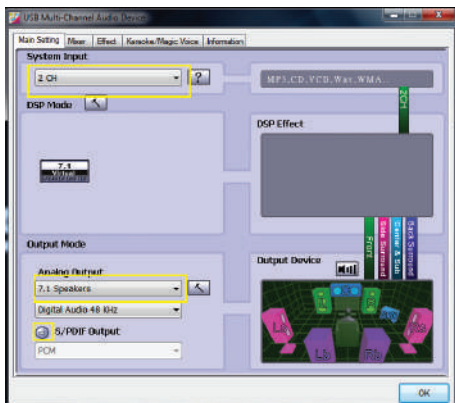 USB Multi-Channel Audio Device
Main Setting Mixer Effect Karaoke/Magic Voice Information
System Input
2 CH
?
MP3,CD,VCD,Wav,WMA...
2CH
DSP Mode
DSP Effect
7.1
Virtual
Front
Side Surround
Center & Sub
Back Surround
Output Mode
Analog Output
7.1 Speakers
Digital Audio 48 KHz
S/PDIF Output
PCM
Output Device
Ls
Lb
Rb
OK